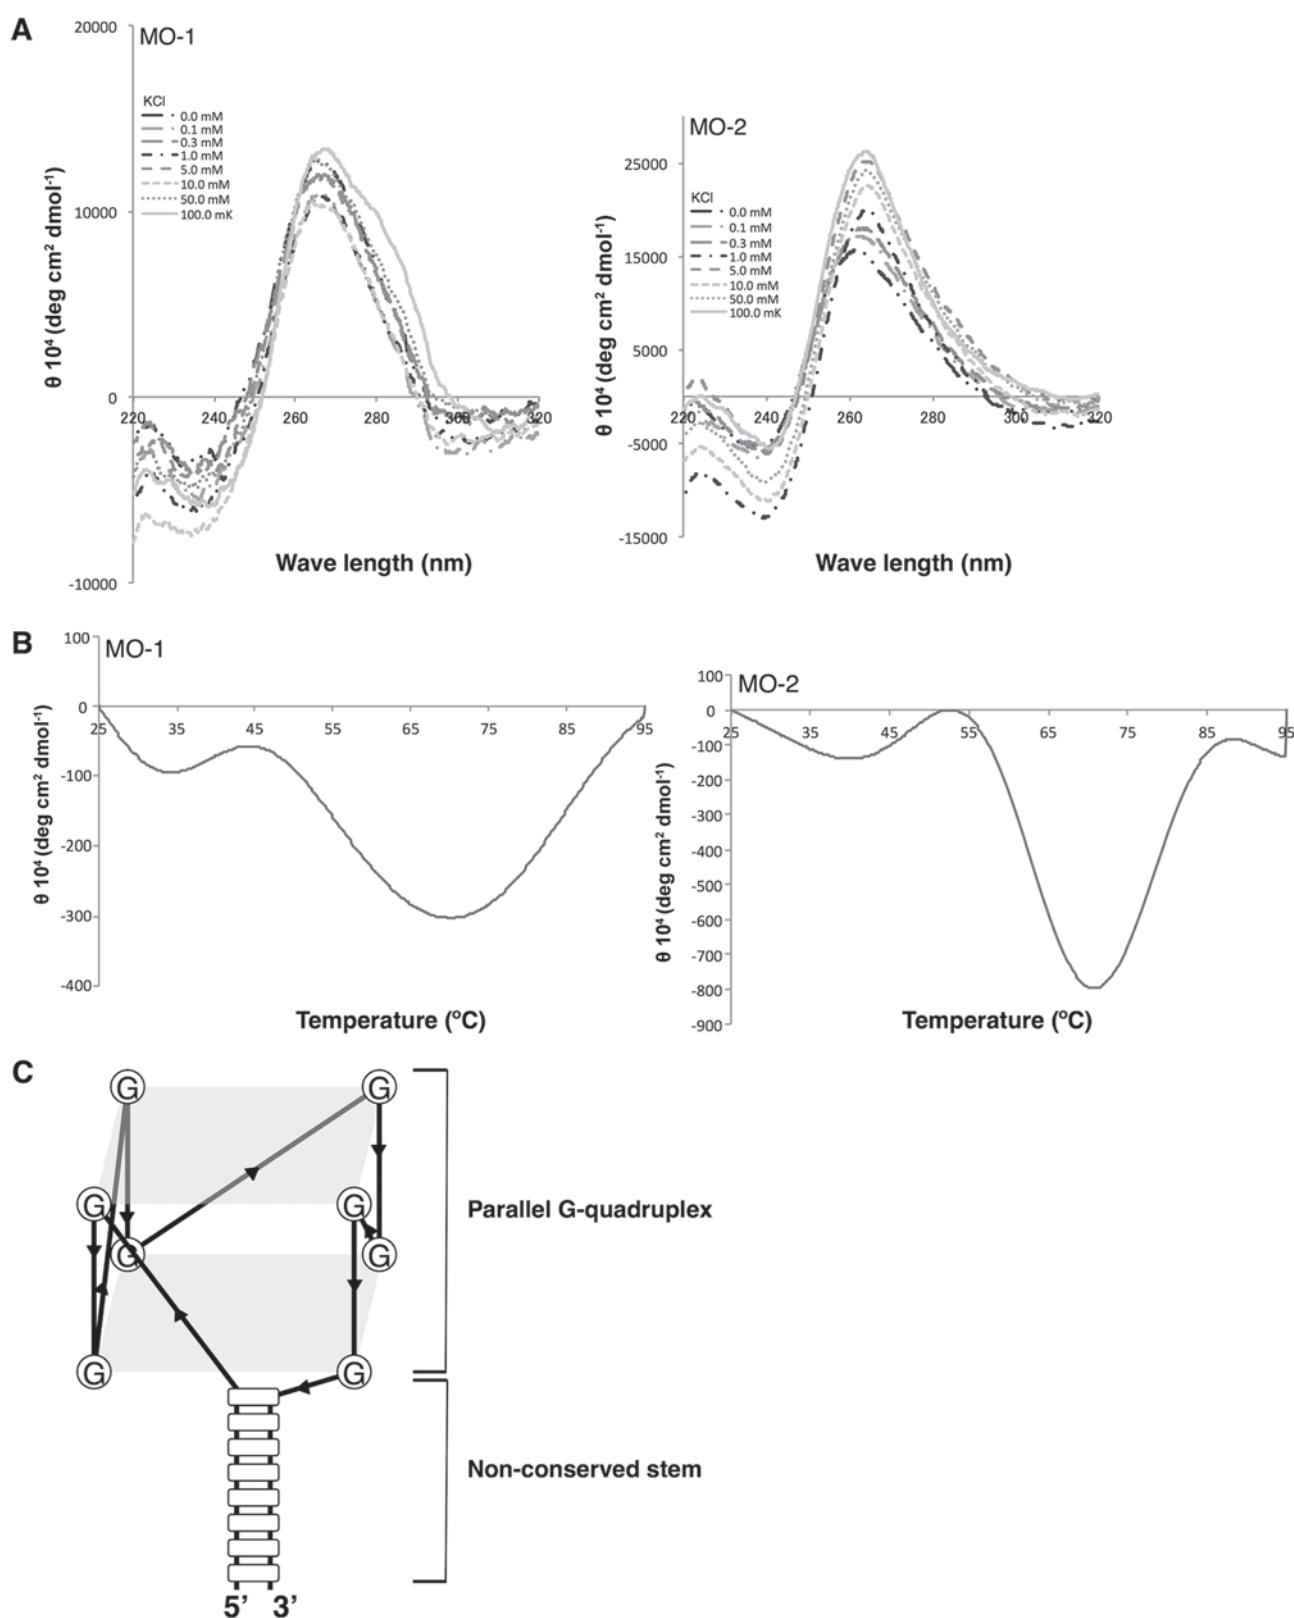 A
MO-1
20000
10000
0
-10000
KCl
0.0 mM
0.1 mM
0.3 mM
1.0 mM
5.0 mM
10.0 mM
50.0 mM
100.0 mK
θ 10⁴ (deg cm² dmol⁻¹)
220 240 260 280 300 320
Wave length (nm)
MO-2
25000
15000
5000
-5000
-15000
KCl
0.0 mM
0.1 mM
0.3 mM
1.0 mM
5.0 mM
10.0 mM
50.0 mM
100.0 mK
θ 10⁴ (deg cm² dmol⁻¹)
220 240 260 280 300 320
Wave length (nm)
B
MO-1
100
0
-100
-200
-300
-400
θ 10⁴ (deg cm² dmol⁻¹)
25 35 45 55 65 75 85 95
Temperature (ºC)
MO-2
100
0
-100
-200
-300
-400
-500
-600
-700
-800
-900
θ 10⁴ (deg cm² dmol⁻¹)
25 35 45 55 65 75 85 95
Temperature (ºC)
C
G G
G G
G G
G G
Parallel G-quadruplex
Non-conserved stem
5’ 3’